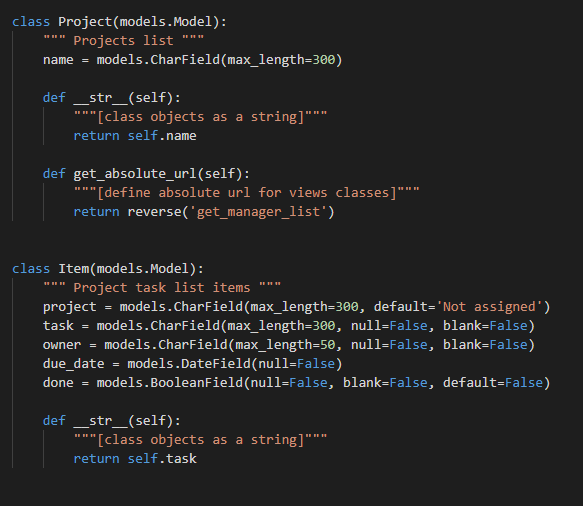 class Project(models.Model):
    """ Projects list """
    name = models.CharField(max_length=300)

    def __str__(self):
        """[class objects as a string]"""
        return self.name

    def get_absolute_url(self):
        """[define absolute url for views classes]"""
        return reverse('get_manager_list')


class Item(models.Model):
    """ Project task list items """
    project = models.CharField(max_length=300, default='Not assigned')
    task = models.CharField(max_length=300, null=False, blank=False)
    owner = models.CharField(max_length=50, null=False, blank=False)
    due_date = models.DateField(null=False)
    done = models.BooleanField(null=False, blank=False, default=False)

    def __str__(self):
        """[class objects as a string]"""
        return self.task